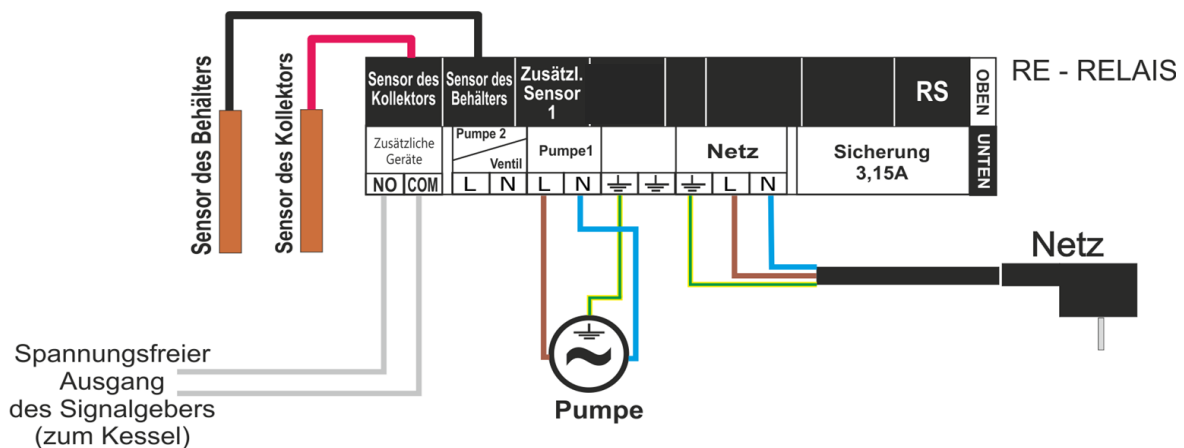 Sensor des Behälters
Sensor des Kollektors
Sensor des
Kollektors
Sensor des
Behälters
Zusätzl.
Sensor
1
RS
OBEN
RE - RELAIS
Zusätzliche
Geräte
Pumpe 2
Ventil
Pumpe1
Netz
Sicherung
3,15A
UNTEN
NO COM L N L N L N
Netz
Pumpe
Spannungsfreier
Ausgang
des Signalgebers
(zum Kessel)